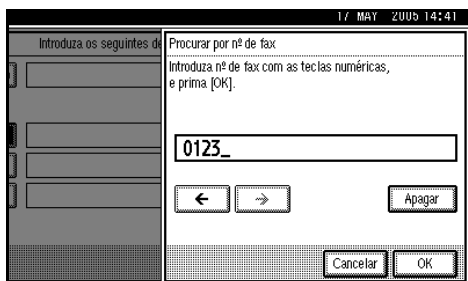 17 MAY 2005 14:41
Introduza os seguintes de
Procurar por nº de fax
Introduza nº de fax com as teclas numéricas,
e prima [OK].
0123_
Apagar
Cancelar OK